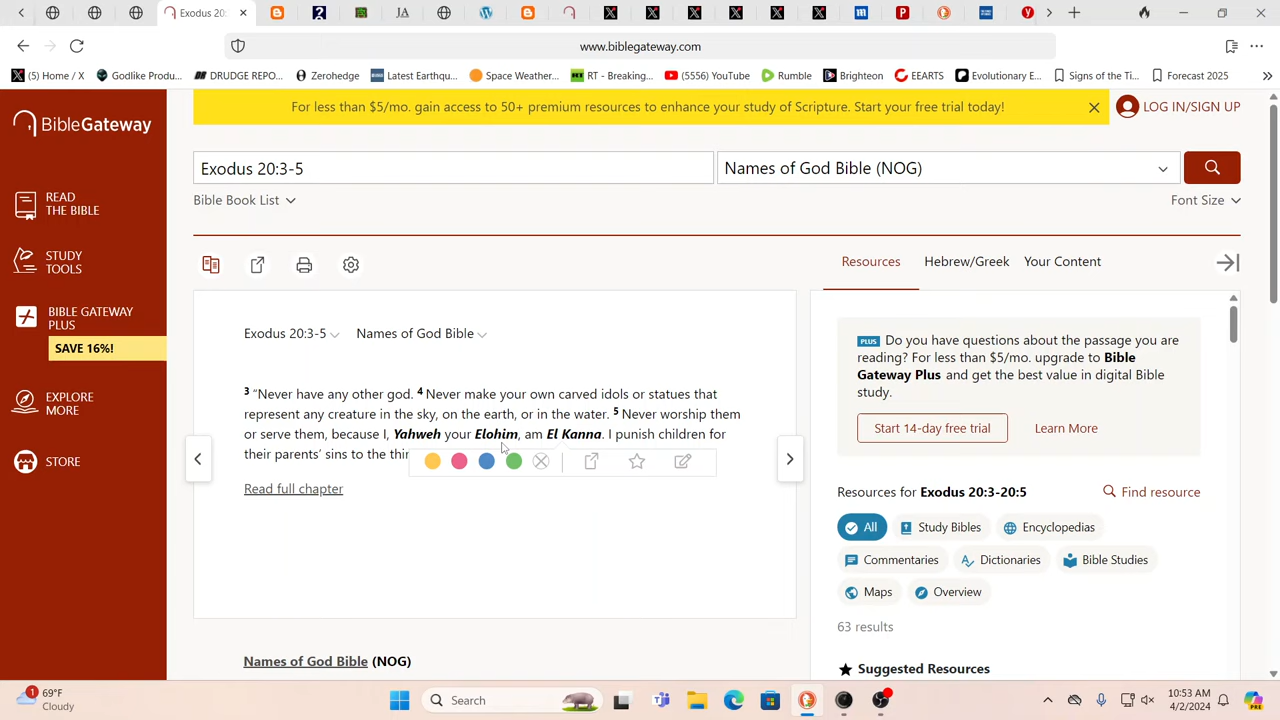 Exodus 20:
JA
www.biblegateway.com
(5) Home / X
Godlike Produ...
DRUDGE REPO...
Zerohedge
Latest Earthqu...
Space Weather...
RT - Breaking...
(5556) YouTube
Rumble
Brighteon
EEARTS
Evolutionary E...
Signs of the Ti...
Forecast 2025
BibleGateway
For less than $5/mo. gain access to 50+ premium resources to enhance your study of Scripture. Start your free trial today!
LOG IN/SIGN UP
Exodus 20:3-5
Names of God Bible (NOG)
Bible Book List
Font Size
READ
THE BIBLE
STUDY
TOOLS
BIBLE GATEWAY
PLUS
SAVE 16%!
EXPLORE
MORE
STORE
Resources
Hebrew/Greek
Your Content
Exodus 20:3-5
Names of God Bible
3 “Never have any other god. 4 Never make your own carved idols or statues that
represent any creature in the sky, on the earth, or in the water. 5 Never worship them
or serve them, because I, Yahweh your Elohim, am El Kanna. I punish children for
their parents’ sins to the thir
Read full chapter
PLUS Do you have questions about the passage you are
reading? For less than $5/mo. upgrade to Bible
Gateway Plus and get the best value in digital Bible
study.
Start 14-day free trial
Learn More
Resources for Exodus 20:3-20:5
Find resource
All
Study Bibles
Encyclopedias
Commentaries
Dictionaries
Bible Studies
Maps
Overview
63 results
Suggested Resources
Names of God Bible (NOG)
1
69°F
Cloudy
Search
10:53 AM
4/2/2024
PRE